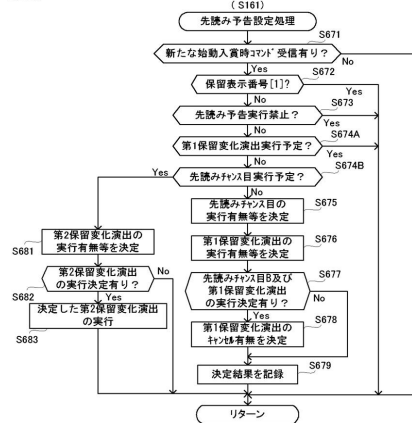 (S161)
先読み予告設定処理
S671
新たな始動入賞時コマンド受信有り?
No
Yes
S672
保留表示番号[1]?
Yes
No
S673
先読み予告実行禁止?
Yes
No
S674A
第1保留変化演出実行予定?
Yes
No
S674B
Yes
先読みチャンス目実行予定?
No
S675
先読みチャンス目の
実行有無等を決定
S681
第2保留変化演出の
実行有無等を決定
S676
第1保留変化演出の
実行有無等を決定
S682
第2保留変化演出
の実行決定有り?
No
Yes
S677
先読みチャンス目B及び
第1保留変化演出の
実行決定有り?
No
Yes
S683
決定した第2保留変化演出
の実行
S678
第1保留変化演出の
キャンセル有無を決定
S679
決定結果を記録
リターン